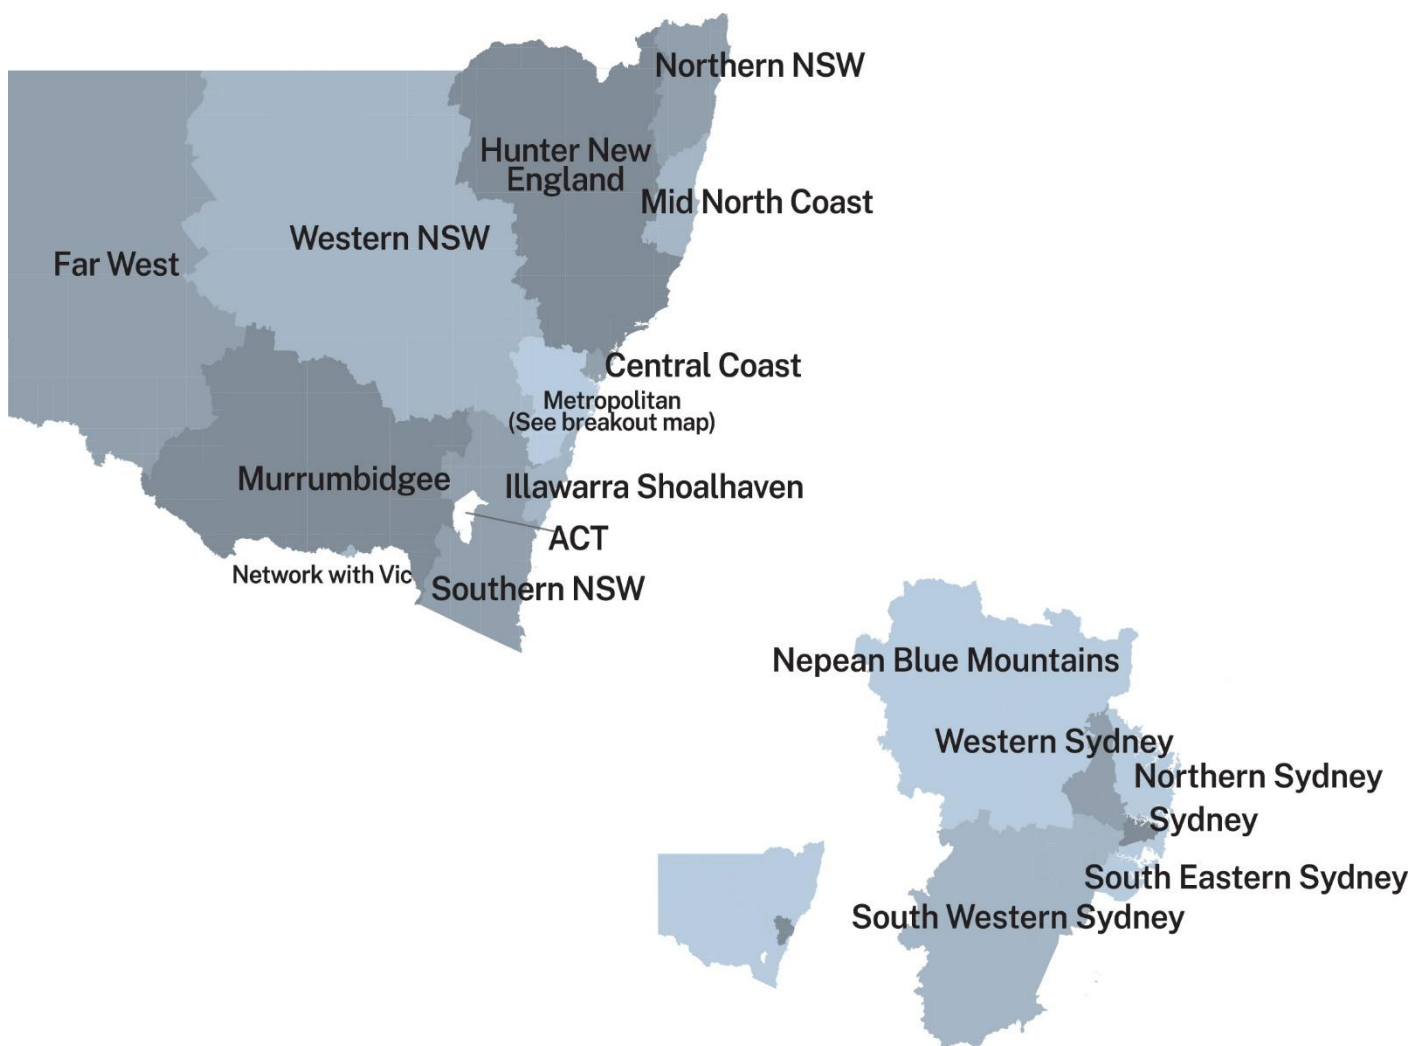 Northern NSW
Hunter New
England
Mid North Coast
Western NSW
Far West
Central Coast
Metropolitan
(See breakout map)
Murrumbidgee
Illawarra Shoalhaven
ACT
Network with Vic
Southern NSW
Nepean Blue Mountains
Western Sydney
Northern Sydney
Sydney
South Eastern Sydney
South Western Sydney